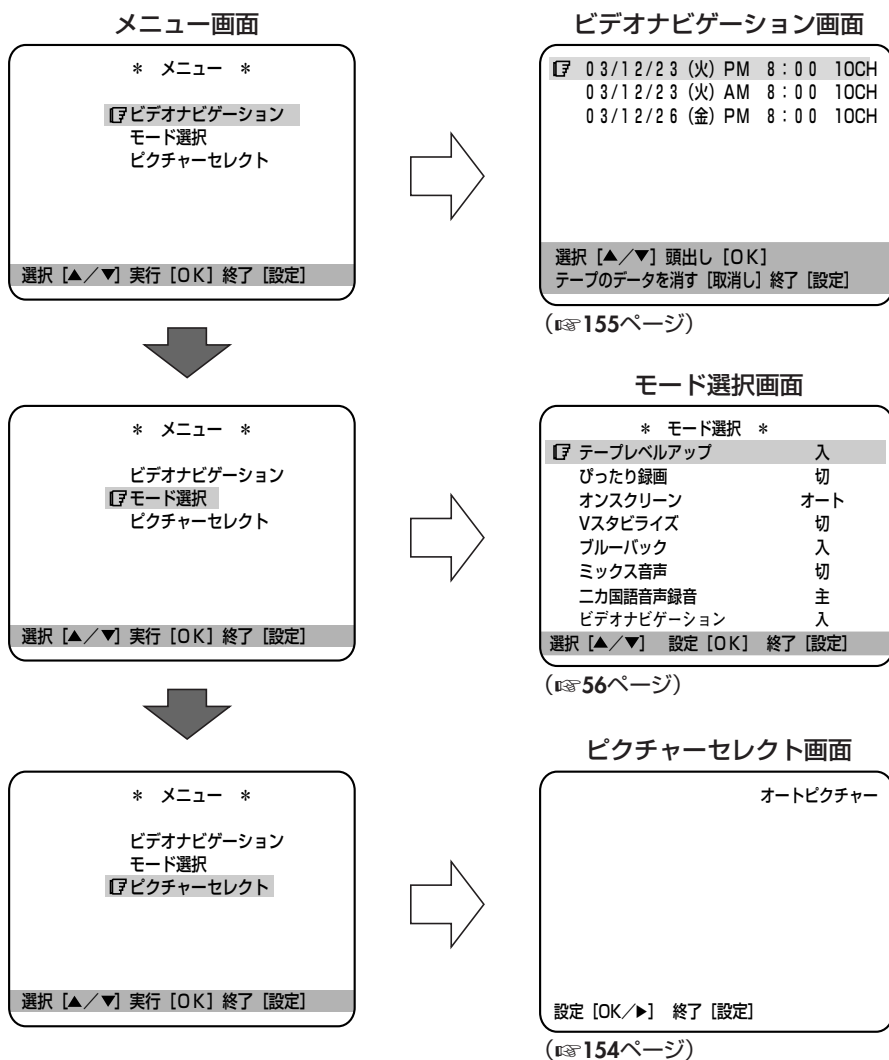 メニュー画面
＊ メニュー ＊
ビデオナビゲーション
モード選択
ピクチャーセレクト
選択［▲／▼］実行［OK］終了［設定］
ビデオナビゲーション画面
03/12/23（火）PM 8：00 10CH
03/12/23（火）AM 8：00 10CH
03/12/26（金）PM 8：00 10CH
選択［▲／▼］頭出し［OK］
テープのデータを消す［取消し］終了［設定］
（☞155ページ）
＊ メニュー ＊
ビデオナビゲーション
モード選択
ピクチャーセレクト
選択［▲／▼］実行［OK］終了［設定］
モード選択画面
＊ モード選択 ＊
テープレベルアップ 入
ぴったり録画 切
オンスクリーン オート
Vスタビライズ 切
ブルーバック 入
ミックス音声 切
二カ国語音声録音 主
ビデオナビゲーション 入
選択［▲／▼］ 設定［OK］ 終了［設定］
（☞56ページ）
＊ メニュー ＊
ビデオナビゲーション
モード選択
ピクチャーセレクト
選択［▲／▼］実行［OK］終了［設定］
ピクチャーセレクト画面
オートピクチャー
設定［OK／▶］ 終了［設定］
（☞154ページ）